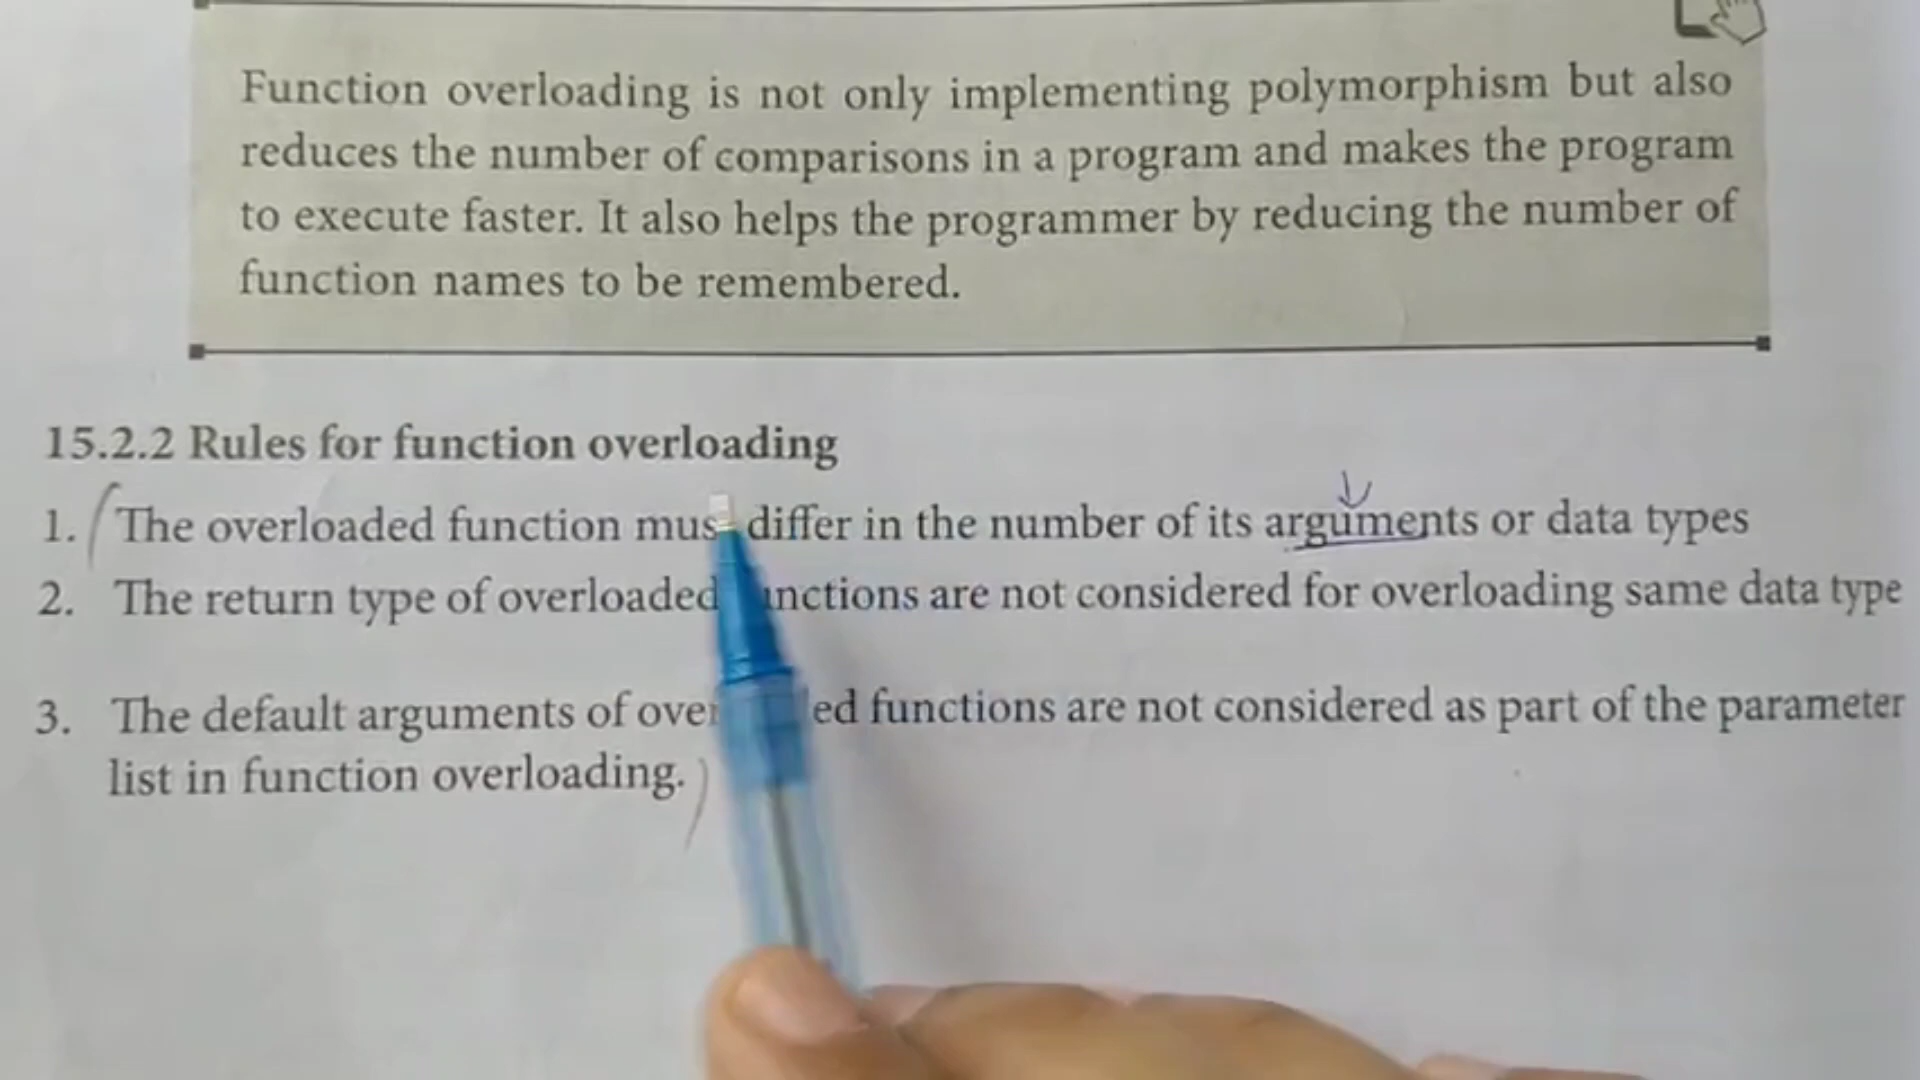 Function overloading is not only implementing polymorphism but also
reduces the number of comparisons in a program and makes the program
to execute faster. It also helps the programmer by reducing the number of
function names to be remembered.
15.2.2 Rules for function overloading
1. The overloaded function mus differ in the number of its arguments or data types
2. The return type of overloaded nctions are not considered for overloading same data type
3. The default arguments of over ed functions are not considered as part of the parameter
list in function overloading.